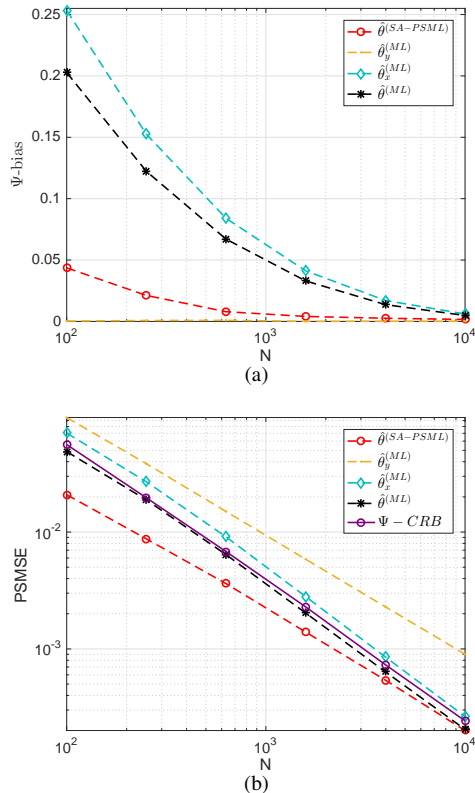 0.25
0.2
0.15
0.1
0.05
0
Ψ-bias
θ̂^(SA−PSML)
θ̂_y^(ML)
θ̂_x^(ML)
θ̂^(ML)
10^2
10^3
10^4
N
(a)
10^-2
10^-3
PSMSE
θ̂^(SA−PSML)
θ̂_y^(ML)
θ̂_x^(ML)
θ̂^(ML)
Ψ − CRB
10^2
10^3
10^4
N
(b)